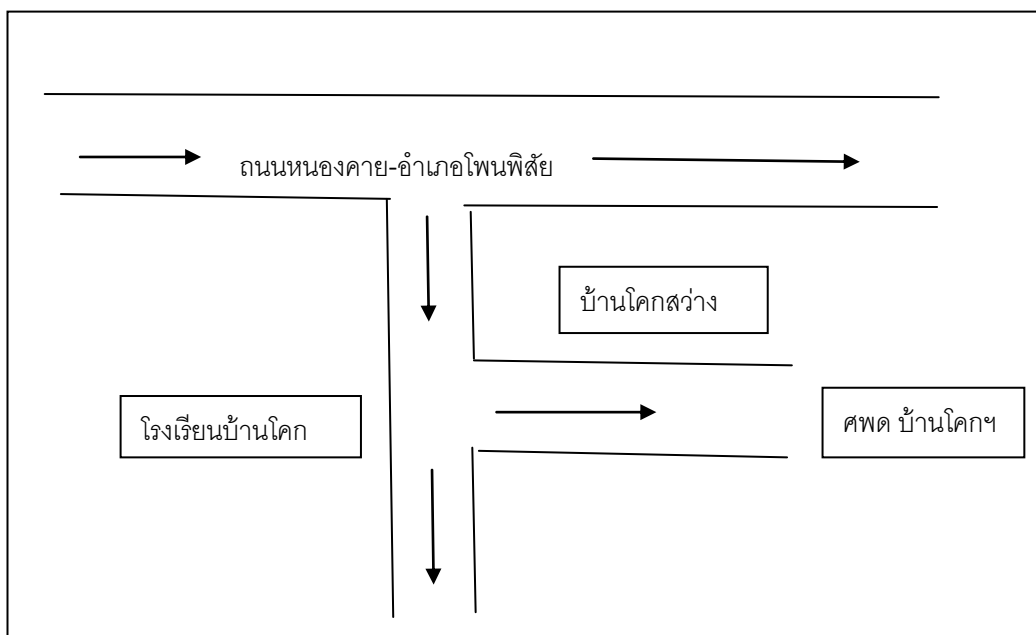 ถนนหนองคาย-อำเภอโพนพิสัย
บ้านโคกสว่าง
โรงเรียนบ้านโคก
ศพด บ้านโคกฯ